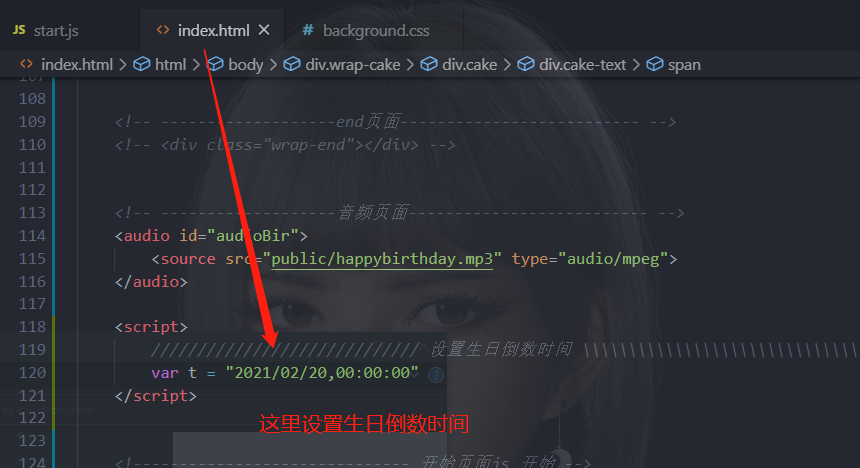 JS start.js <> index.html × # background.css
<> index.html > html > body > div.wrap-cake > div.cake > div.cake-text > span
107
108
109 <!-- -------------------end页面------------------------- -->
110 <!-- <div class="wrap-end"></div> -->
111
112
113 <!-- -------------------音频页面-------------------------- -->
114 <audio id="audioBir">
115 <source src="public/happybirthday.mp3" type="audio/mpeg">
116 </audio>
117
118 <script>
119 ///////////////////////////// 设置生日倒数时间 \\\\\\\\\\\\\\\\\\\\\\\\\\\\\\
120 var t = "2021/02/20,00:00:00"
121 </script>
122
这里设置生日倒数时间
123
124 <!------------------------------ 开始页面js 开始 -->